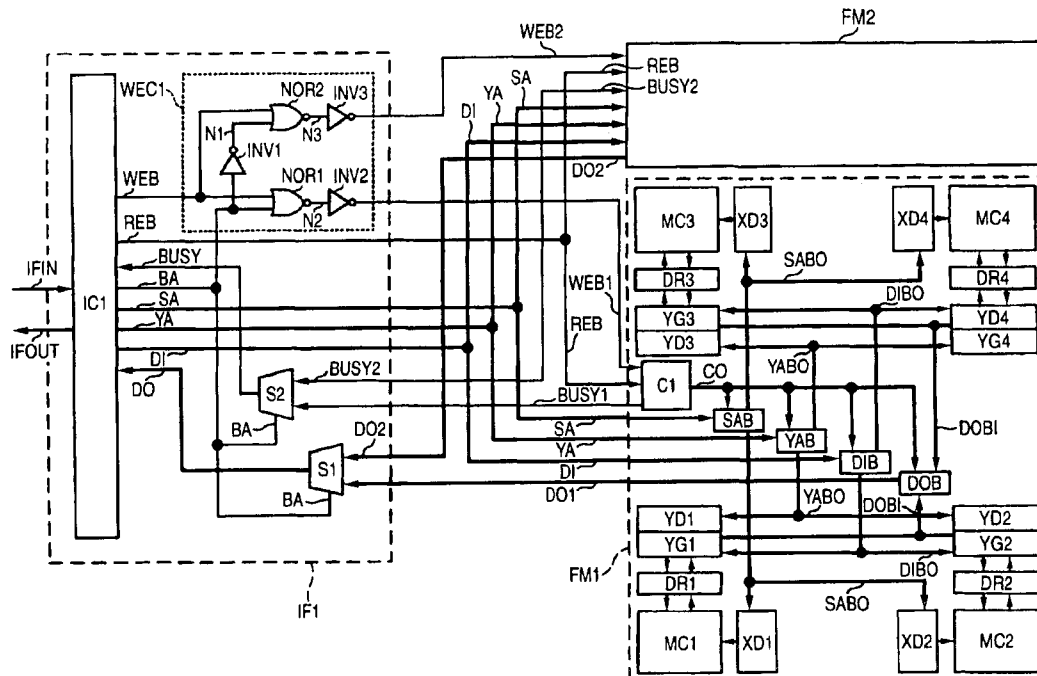 FM2
WEB2
REB
BUSY2
SA
YA
DI
DO2
WEC1
NOR2
INV3
N1
N3
INV1
NOR1
INV2
N2
WEB
REB
BUSY
BA
SA
YA
DI
DO
IFIN
IFOUT
IC1
S2
BUSY2
BUSY1
BA
S1
DO2
BA
IF1
WEB1
REB
SA
YA
DI
DO1
MC3
XD3
XD4
MC4
SABO
DR3
DR4
DIBO
YG3
YD4
YD3
YABO
YG4
C1
CO
SAB
YAB
DIB
DOB
DOBI
YABO
DOBI
YD1
YD2
YG1
YG2
DIBO
FM1
DR1
DR2
SABO
MC1
XD1
XD2
MC2